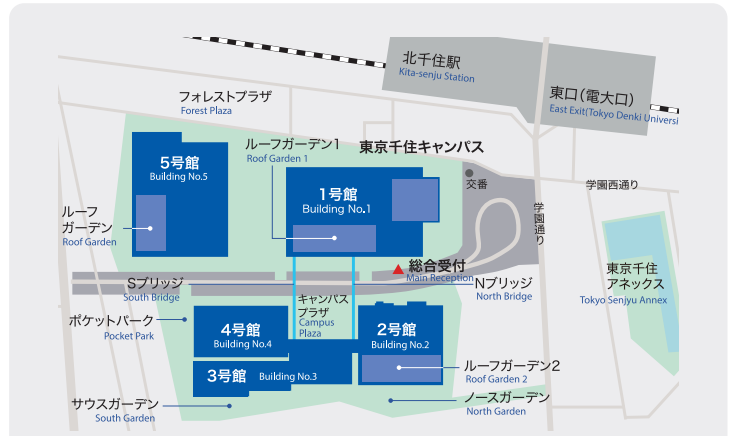 北千住駅
Kita-senju Station
東口（電大口）
East Exit(Tokyo Denki Universi
フォレストプラザ
Forest Plaza
ルーフガーデン1
Roof Garden 1
東京千住キャンパス
5号館
Building No.5
1号館
Building No.1
交番
学園西通り
学園通り
ルーフ
ガーデン
Roof Garden
総合受付
Main Reception
東京千住
アネックス
Tokyo Senjyu Annex
Sブリッジ
South Bridge
Nブリッジ
North Bridge
キャンパス
プラザ
Campus
Plaza
ポケットパーク
Pocket Park
4号館
Building No.4
2号館
Building No.2
3号館
Building No.3
ルーフガーデン2
Roof Garden 2
サウスガーデン
South Garden
ノースガーデン
North Garden